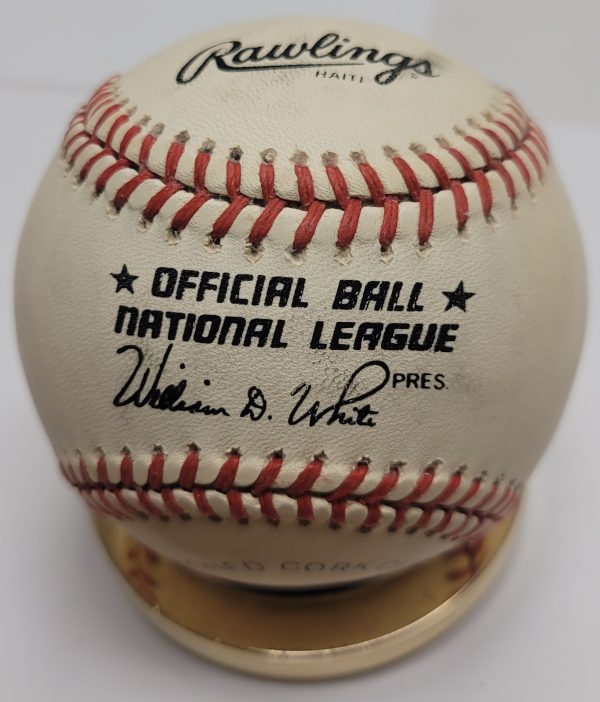 Rawlings
HAITI
★ OFFICIAL BALL ★
NATIONAL LEAGUE
William D. White PRES.